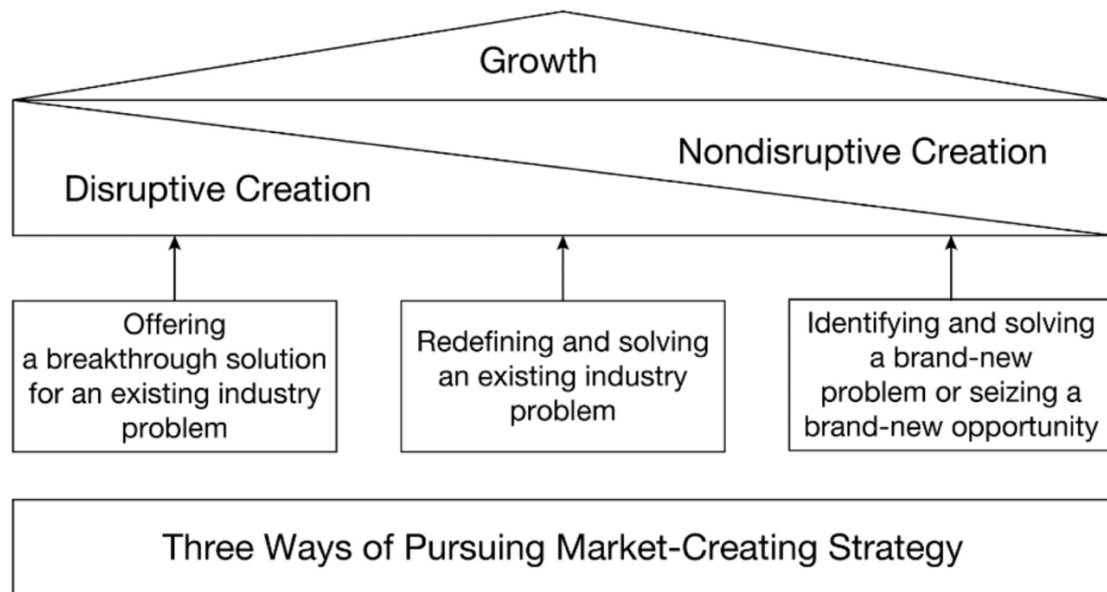 Growth
Nondisruptive Creation
Disruptive Creation
Offering
a breakthrough solution
for an existing industry
problem
Redefining and solving
an existing industry
problem
Identifying and solving
a brand-new
problem or seizing a
brand-new opportunity
Three Ways of Pursuing Market-Creating Strategy